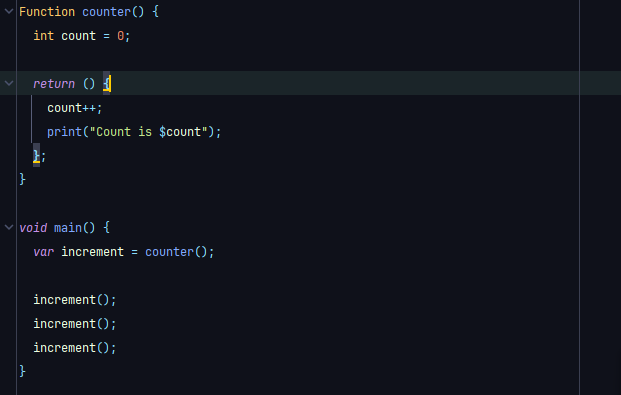 Function counter() {
  int count = 0;

  return () {
    count++;
    print("Count is $count");
  };
}

void main() {
  var increment = counter();

  increment();
  increment();
  increment();
}